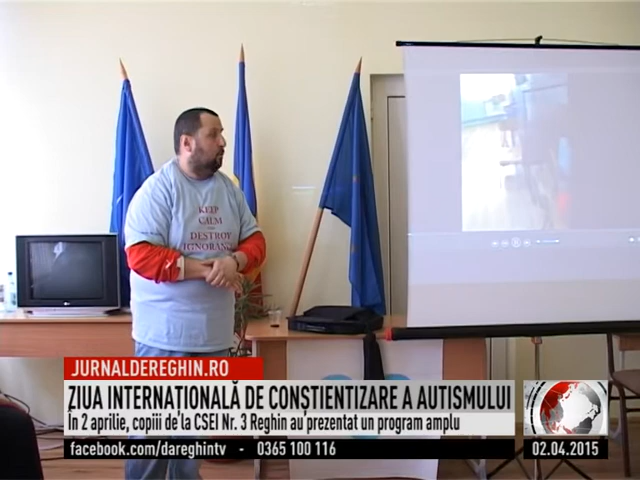 KEEP
CALM
AND
DESTROY
IGNORANCE
JURNALDEREGHIN.RO
ZIUA INTERNAȚIONALĂ DE CONȘTIENTIZARE A AUTISMULUI
În 2 aprilie, copiii de la CSEI Nr. 3 Reghin au prezentat un program amplu
facebook.com/dareghintv - 0365 100 116
02.04.2015